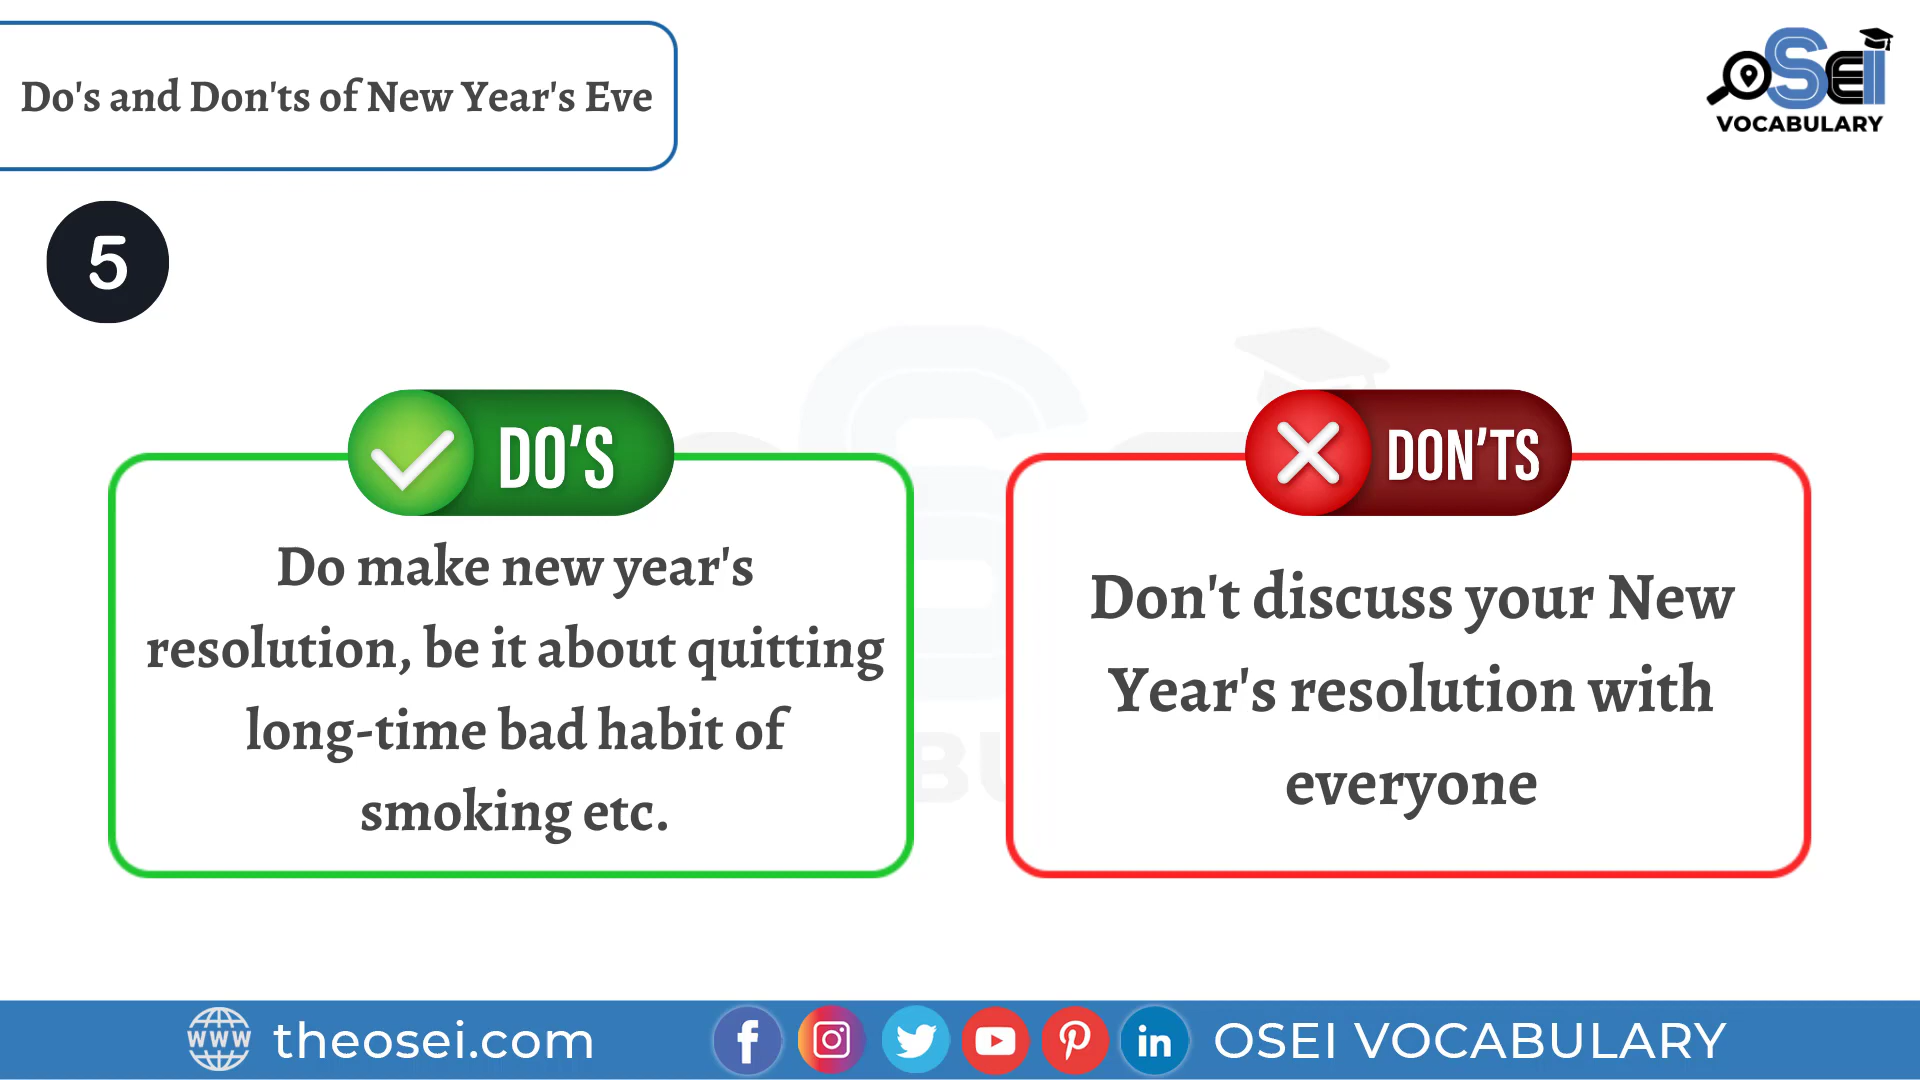 Do's and Don'ts of New Year's Eve
OSEI
VOCABULARY
5
DO'S
Do make new year's
resolution, be it about quitting
long-time bad habit of
smoking etc.
DON'TS
Don't discuss your New
Year's resolution with
everyone
BU
www
theosei.com
OSEI VOCABULARY